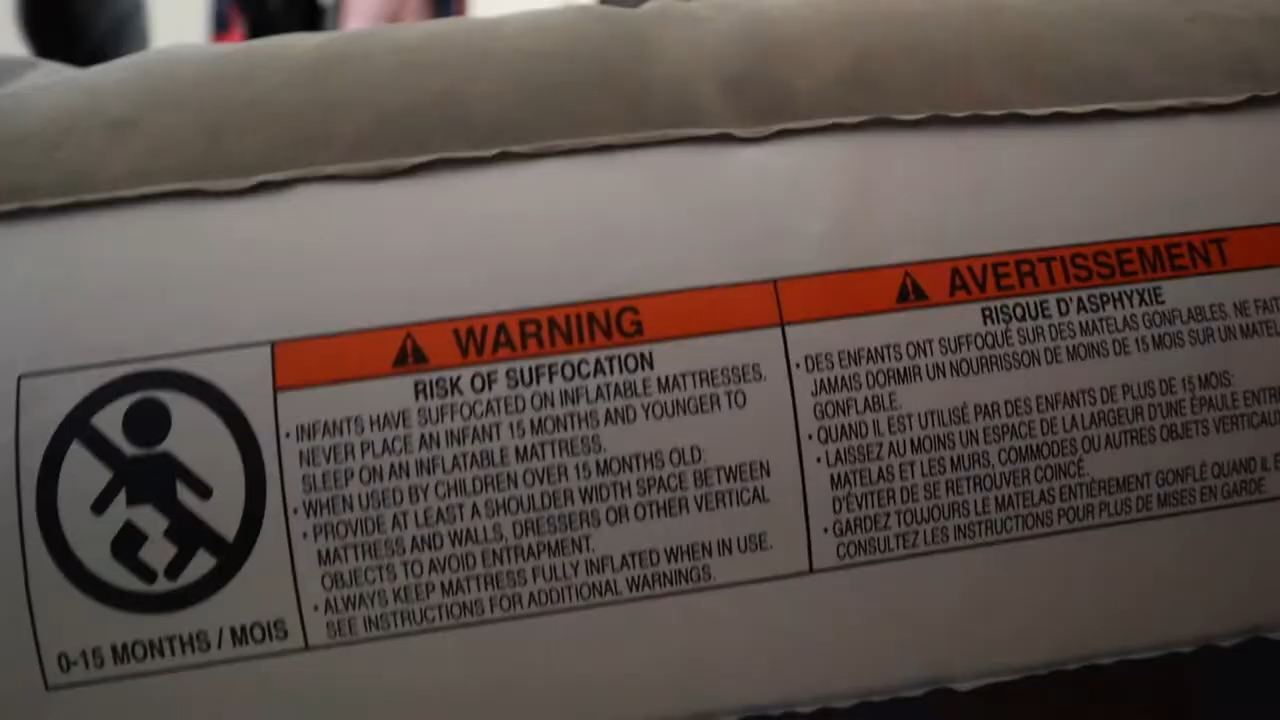 WARNING
RISK OF SUFFOCATION
• INFANTS HAVE SUFFOCATED ON INFLATABLE MATTRESSES.
NEVER PLACE AN INFANT 15 MONTHS AND YOUNGER TO
SLEEP ON AN INFLATABLE MATTRESS.
• WHEN USED BY CHILDREN OVER 15 MONTHS OLD:
• PROVIDE AT LEAST A SHOULDER WIDTH SPACE BETWEEN
MATTRESS AND WALLS, DRESSERS OR OTHER VERTICAL
OBJECTS TO AVOID ENTRAPMENT.
• ALWAYS KEEP MATTRESS FULLY INFLATED WHEN IN USE.
SEE INSTRUCTIONS FOR ADDITIONAL WARNINGS.
0-15 MONTHS / MOIS
AVERTISSEMENT
RISQUE D'ASPHYXIE
• DES ENFANTS ONT SUFFOQUÉ SUR DES MATELAS GONFLABLES. NE FAIT
JAMAIS DORMIR UN NOURRISSON DE MOINS DE 15 MOIS SUR UN MATE
GONFLABLE.
• QUAND IL EST UTILISÉ PAR DES ENFANTS DE PLUS DE 15 MOIS:
• LAISSEZ AU MOINS UN ESPACE DE LA LARGEUR D'UNE ÉPAULE ENTR
MATELAS ET LES MURS, COMMODES OU AUTRES OBJETS VERTICAU
D'ÉVITER DE SE RETROUVER COINCÉ.
• GARDEZ TOUJOURS LE MATELAS ENTIÈREMENT GONFLÉ QUAND IL E
CONSULTEZ LES INSTRUCTIONS POUR PLUS DE MISES EN GARDE